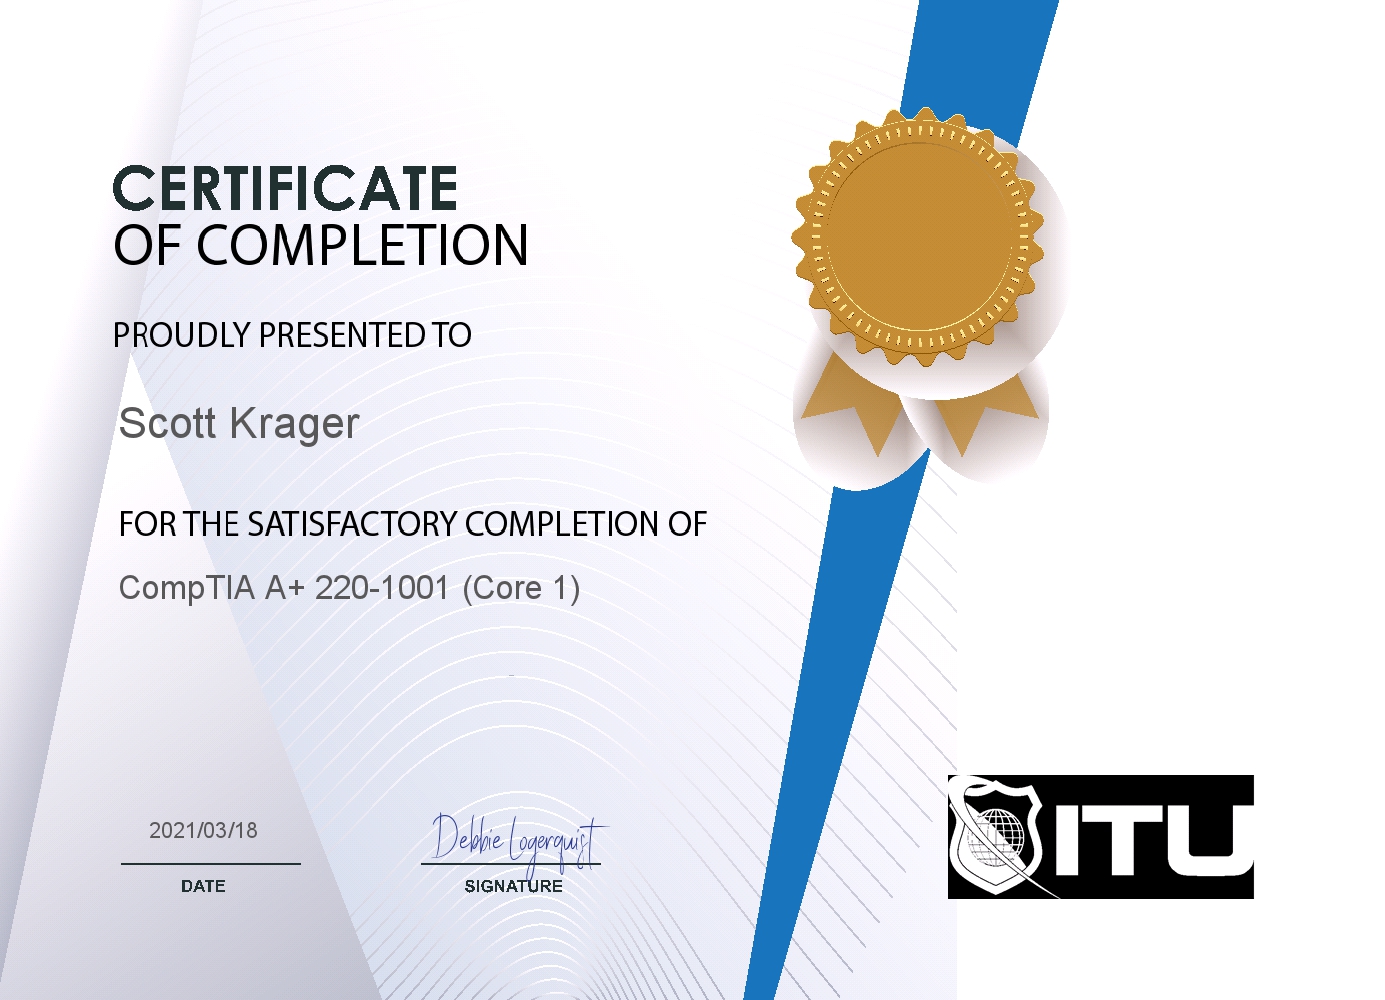 CERTIFICATE
OF COMPLETION
PROUDLY PRESENTED TO
Scott Krager
FOR THE SATISFACTORY COMPLETION OF
CompTIA A+ 220-1001 (Core 1)
2021/03/18
DATE
Debbie Logerquist
SIGNATURE
ITU